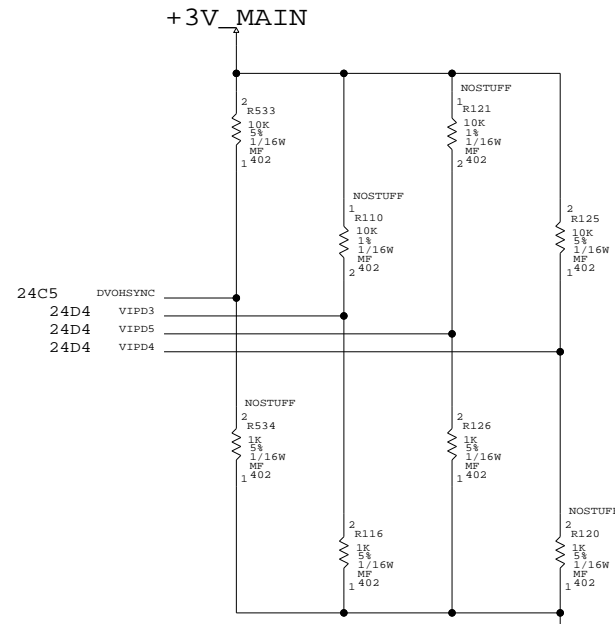 +3V_MAIN
2
R533
10K
5%
1/16W
MF
1 402
NOSTUFF
1
R110
10K
1%
1/16W
MF
2 402
NOSTUFF
1
R121
10K
1%
1/16W
MF
2 402
2
R125
10K
5%
1/16W
MF
1 402
24C5 DVOHSYNC
24D4 VIPD3
24D4 VIPD5
24D4 VIPD4
NOSTUFF
2
R534
1K
5%
1/16W
MF
1 402
2
R116
1K
5%
1/16W
MF
1 402
2
R126
1K
5%
1/16W
MF
1 402
NOSTUFF
2
R120
1K
5%
1/16W
MF
1 402